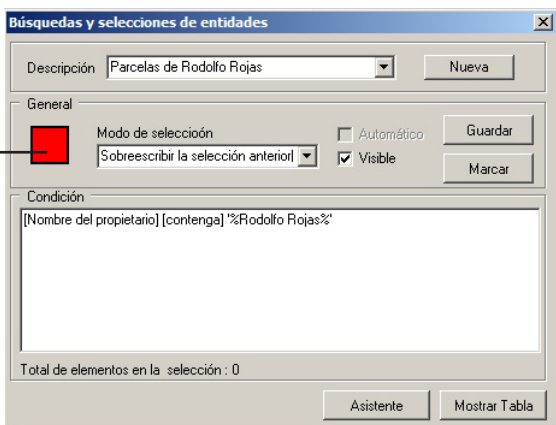 Búsquedas y selecciones de entidades
Descripción Parcelas de Rodolfo Rojas Nueva
General
Modo de seleccioón Automático Guardar
Sobreescribir la selección anterior Visible
Marcar
Condición
[Nombre del propietario] [contenga] '%Rodolfo Rojas%'
Total de elementos en la selección : 0
Asistente Mostrar Tabla